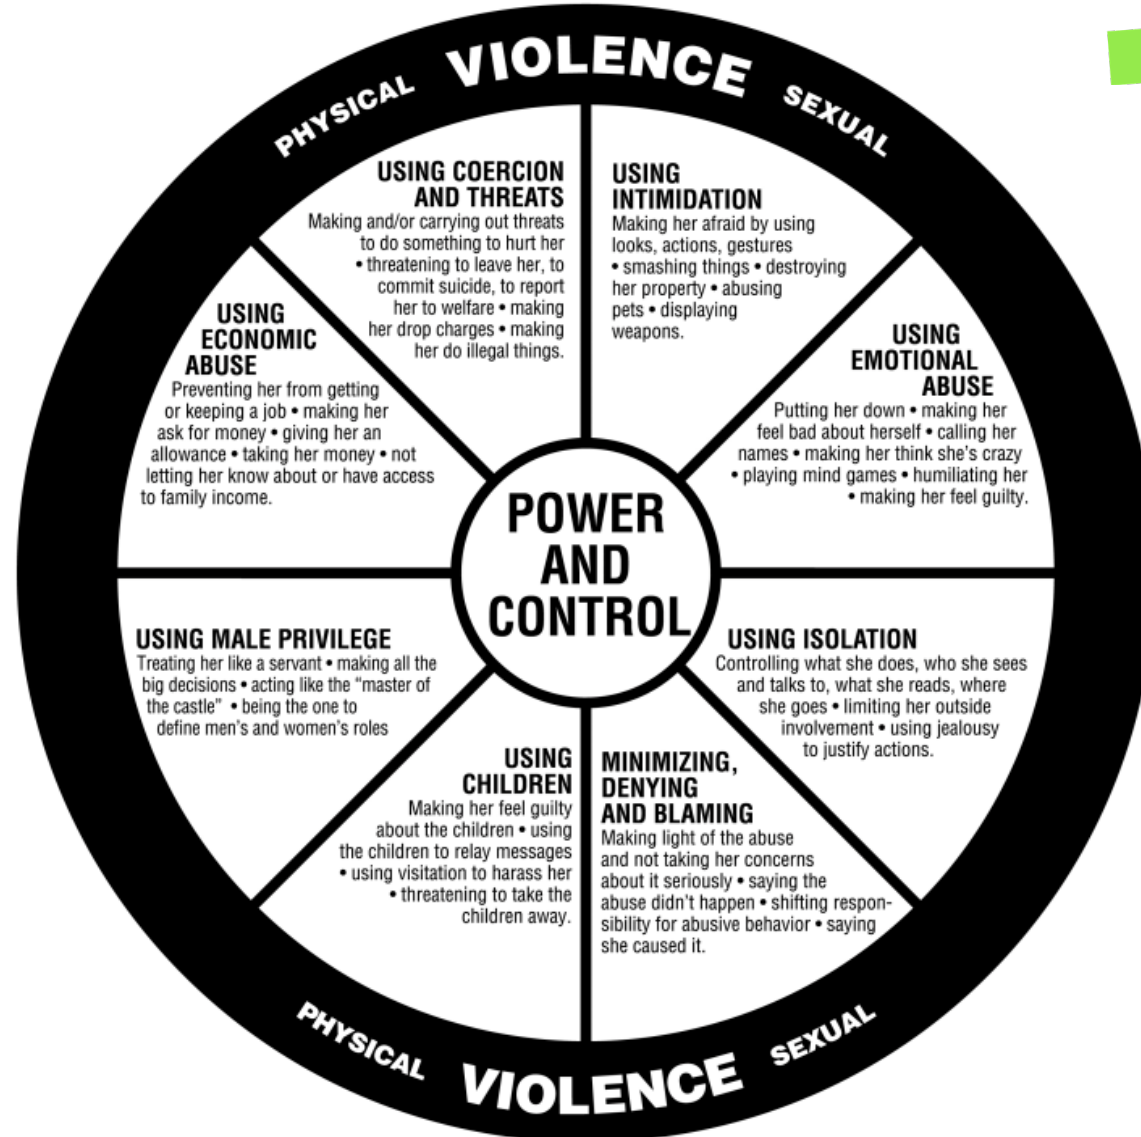 PHYSICAL VIOLENCE SEXUAL
USING COERCION
AND THREATS
Making and/or carrying out threats
to do something to hurt her
• threatening to leave her, to
commit suicide, to report
her to welfare • making
her drop charges • making
her do illegal things.
USING
INTIMIDATION
Making her afraid by using
looks, actions, gestures
• smashing things • destroying
her property • abusing
pets • displaying
weapons.
USING
ECONOMIC
ABUSE
Preventing her from getting
or keeping a job • making her
ask for money • giving her an
allowance • taking her money • not
letting her know about or have access
to family income.
USING
EMOTIONAL
ABUSE
Putting her down • making her
feel bad about herself • calling her
names • making her think she's crazy
• playing mind games • humiliating her
• making her feel guilty.
POWER
AND
CONTROL
USING MALE PRIVILEGE
Treating her like a servant • making all the
big decisions • acting like the “master of
the castle” • being the one to
define men's and women's roles
USING ISOLATION
Controlling what she does, who she sees
and talks to, what she reads, where
she goes • limiting her outside
involvement • using jealousy
to justify actions.
USING
CHILDREN
Making her feel guilty
about the children • using
the children to relay messages
• using visitation to harass her
• threatening to take the
children away.
MINIMIZING,
DENYING
AND BLAMING
Making light of the abuse
and not taking her concerns
about it seriously • saying the
abuse didn't happen • shifting respon-
sibility for abusive behavior • saying
she caused it.
PHYSICAL VIOLENCE SEXUAL